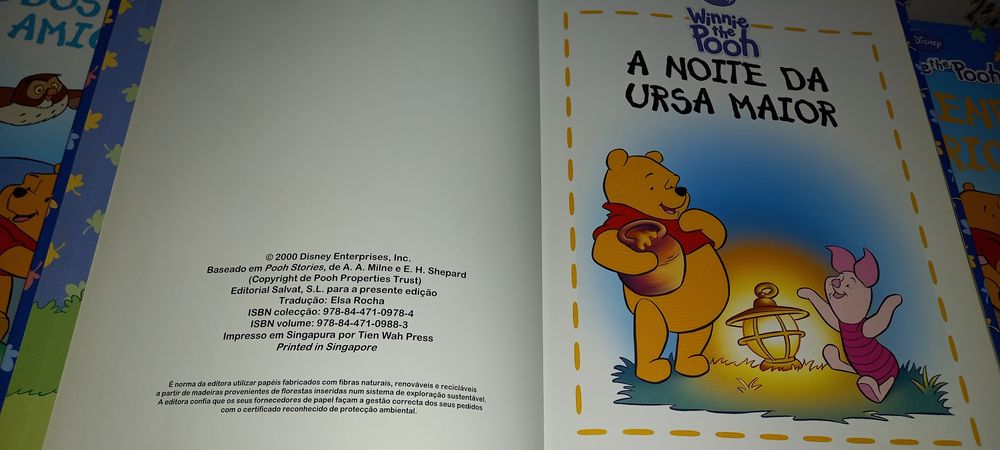 DOS
AMIG
© 2000 Disney Enterprises, Inc.
Baseado em Pooh Stories, de A. A. Milne e E. H. Shepard
(Copyright de Pooh Properties Trust)
Editorial Salvat, S.L. para a presente edição
Tradução: Elsa Rocha
ISBN colecção: 978-84-471-0978-4
ISBN volume: 978-84-471-0988-3
Impresso em Singapura por Tien Wah Press
Printed in Singapore
É norma da editora utilizar papéis fabricados com fibras naturais, renováveis e recicláveis
a partir de madeiras provenientes de florestas inseridas num sistema de exploração sustentável.
A editora confia que os seus fornecedores de papel façam a gestão correcta dos seus pedidos
com o certificado reconhecido de protecção ambiental.
Winnie
the
Pooh
A NOITE DA
URSA MAIOR
Disney
the Pooh